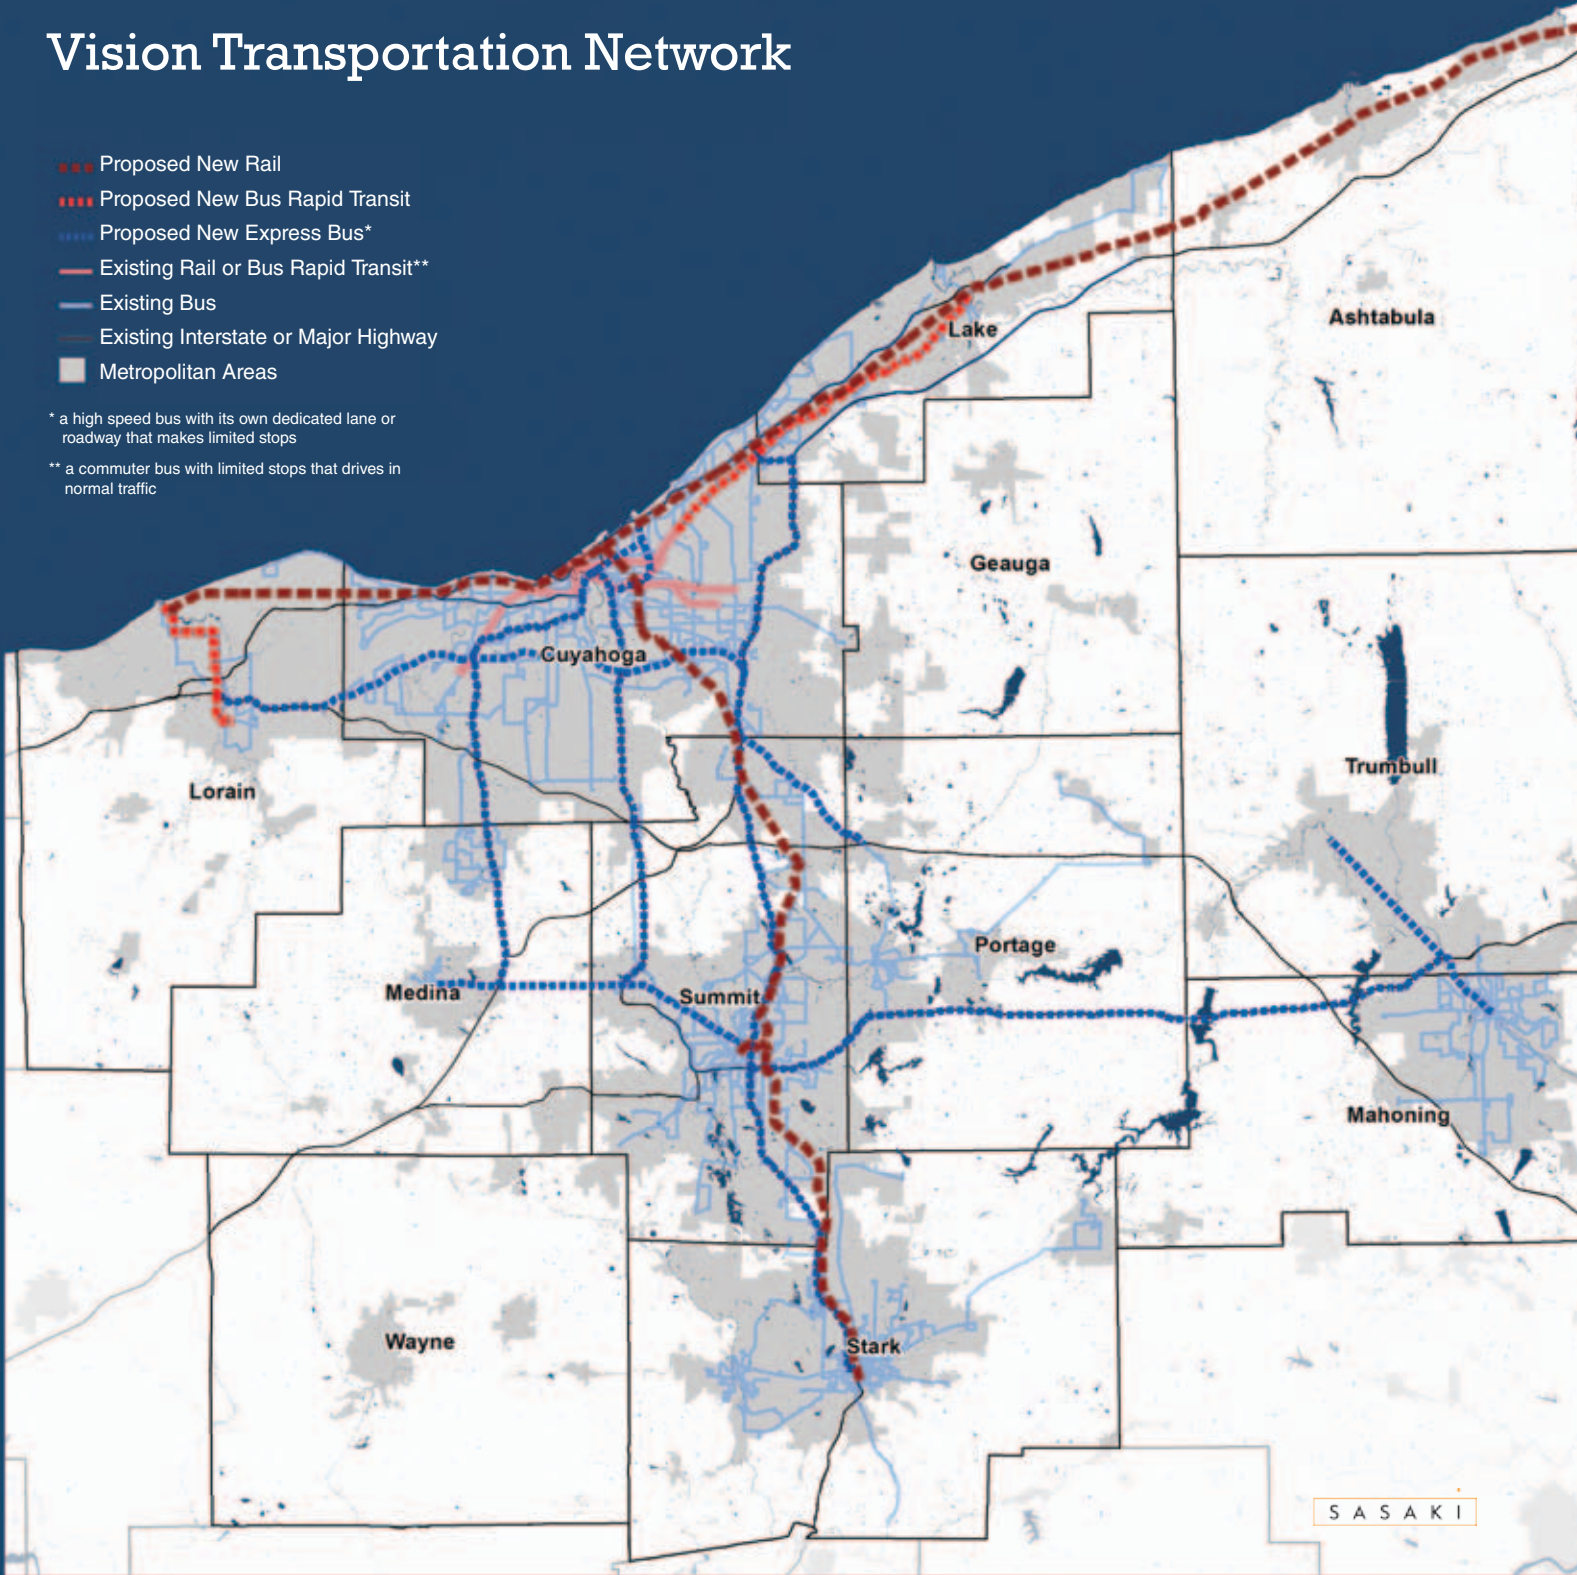 Vision Transportation Network
Proposed New Rail
Proposed New Bus Rapid Transit
Proposed New Express Bus*
Existing Rail or Bus Rapid Transit**
Existing Bus
Existing Interstate or Major Highway
Metropolitan Areas
* a high speed bus with its own dedicated lane or
roadway that makes limited stops
** a commuter bus with limited stops that drives in
normal traffic
Lake
Ashtabula
Geauga
Cuyahoga
Lorain
Trumbull
Portage
Medina
Summit
Mahoning
Wayne
Stark
SASAKI